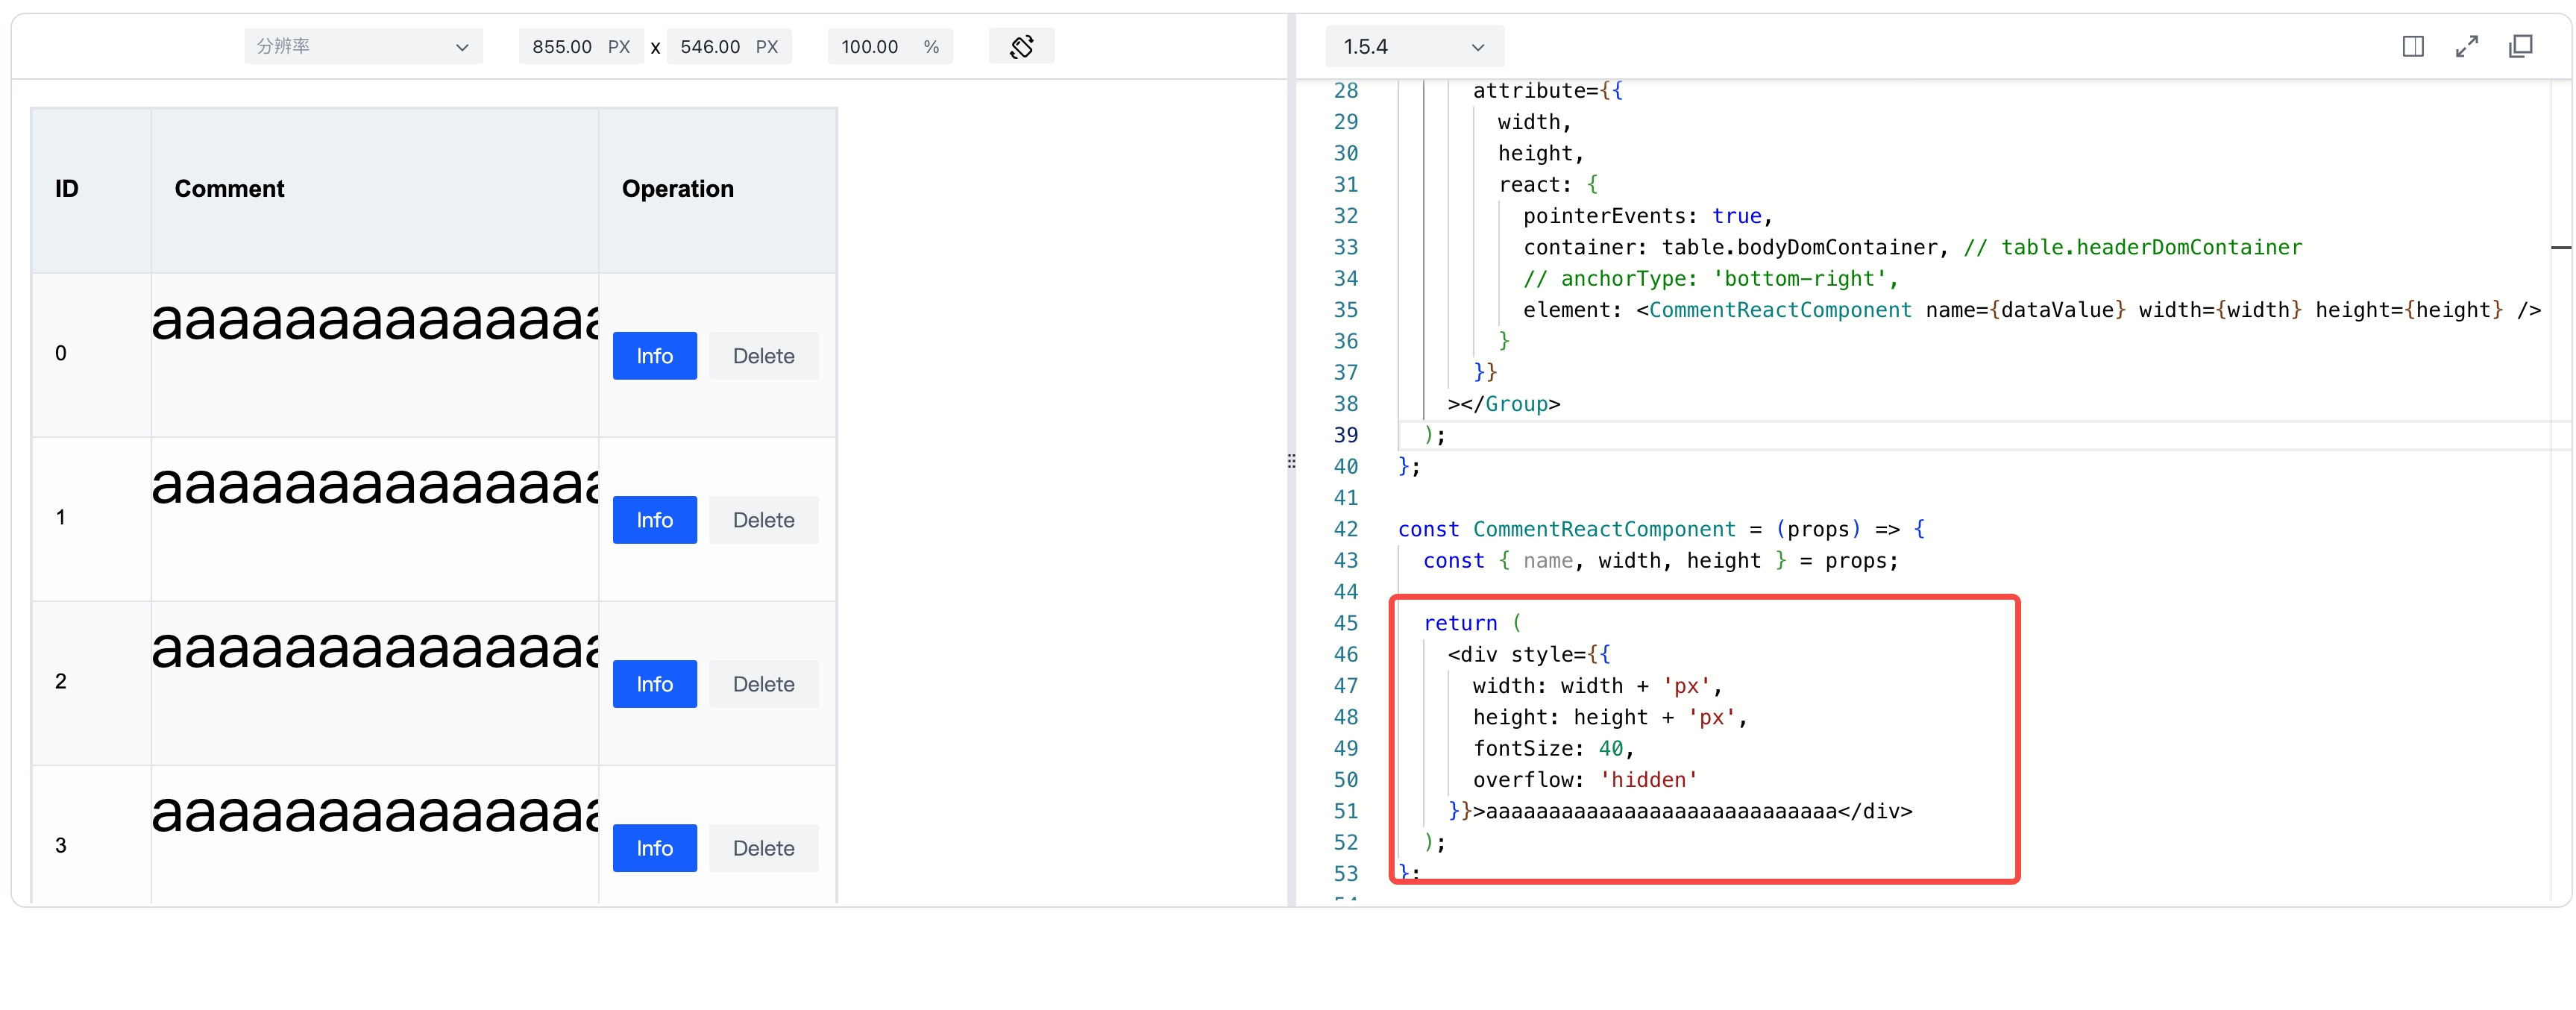 分辨率 855.00 PX x 546.00 PX 100.00 %
ID Comment Operation
0 aaaaaaaaaaaaaa Info Delete
1 aaaaaaaaaaaaaa Info Delete
2 aaaaaaaaaaaaaa Info Delete
3 aaaaaaaaaaaaaa Info Delete
1.5.4
28 attribute={{
29 width,
30 height,
31 react: {
32 pointerEvents: true,
33 container: table.bodyDomContainer, // table.headerDomContainer
34 // anchorType: 'bottom-right',
35 element: <CommentReactComponent name={dataValue} width={width} height={height} />
36 }
37 }}
38 ></Group>
39 );
40 };
41
42 const CommentReactComponent = (props) => {
43 const { name, width, height } = props;
44
45 return (
46 <div style={{
47 width: width + 'px',
48 height: height + 'px',
49 fontSize: 40,
50 overflow: 'hidden'
51 }}>aaaaaaaaaaaaaaaaaaaaaaaaaaaa</div>
52 );
53 };